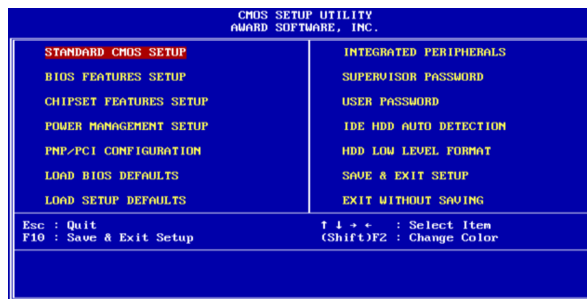 CMOS SETUP UTILITY
AWARD SOFTWARE, INC.
STANDARD CMOS SETUP
BIOS FEATURES SETUP
CHIPSET FEATURES SETUP
POWER MANAGEMENT SETUP
PNP/PCI CONFIGURATION
LOAD BIOS DEFAULTS
LOAD SETUP DEFAULTS
INTEGRATED PERIPHERALS
SUPERVISOR PASSWORD
USER PASSWORD
IDE HDD AUTO DETECTION
HDD LOW LEVEL FORMAT
SAVE & EXIT SETUP
EXIT WITHOUT SAVING
Esc : Quit
F10 : Save & Exit Setup
↑ ↓ → ← : Select Item
(Shift)F2 : Change Color